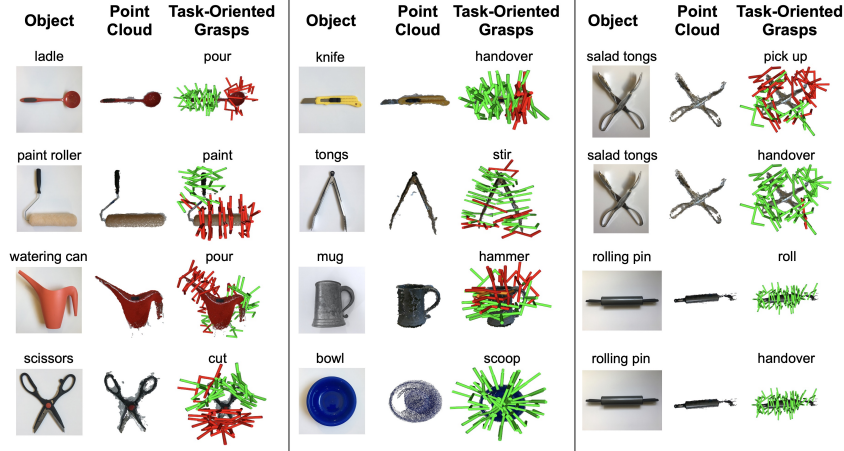 Object
Point
Cloud
Task-Oriented
Grasps
ladle
pour
paint roller
paint
watering can
pour
scissors
cut
Object
Point
Cloud
Task-Oriented
Grasps
knife
handover
tongs
stir
mug
hammer
bowl
scoop
Object
Point
Cloud
Task-Oriented
Grasps
salad tongs
pick up
salad tongs
handover
rolling pin
roll
rolling pin
handover